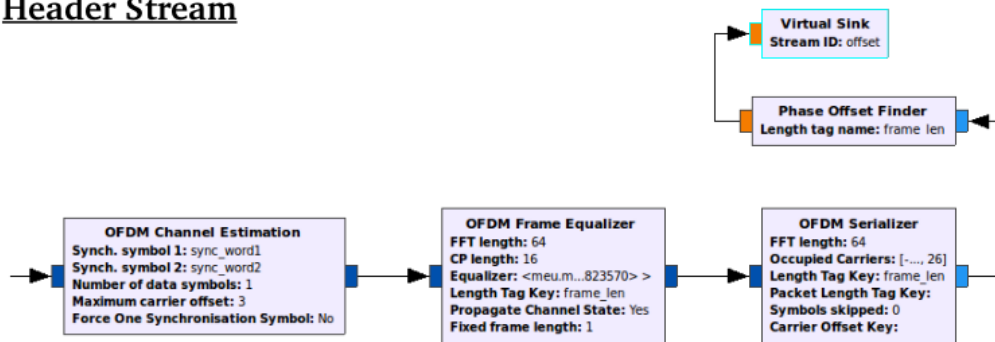 Header Stream
Virtual Sink
Stream ID: offset
Phase Offset Finder
Length tag name: frame_len
OFDM Channel Estimation
Synch. symbol 1: sync_word1
Synch. symbol 2: sync_word2
Number of data symbols: 1
Maximum carrier offset: 3
Force One Synchronisation Symbol: No
OFDM Frame Equalizer
FFT length: 64
CP length: 16
Equalizer: <meu.m...823570> >
Length Tag Key: frame_len
Propagate Channel State: Yes
Fixed frame length: 1
OFDM Serializer
FFT length: 64
Occupied Carriers: [-..., 26]
Length Tag Key: frame_len
Packet Length Tag Key:
Symbols skipped: 0
Carrier Offset Key: